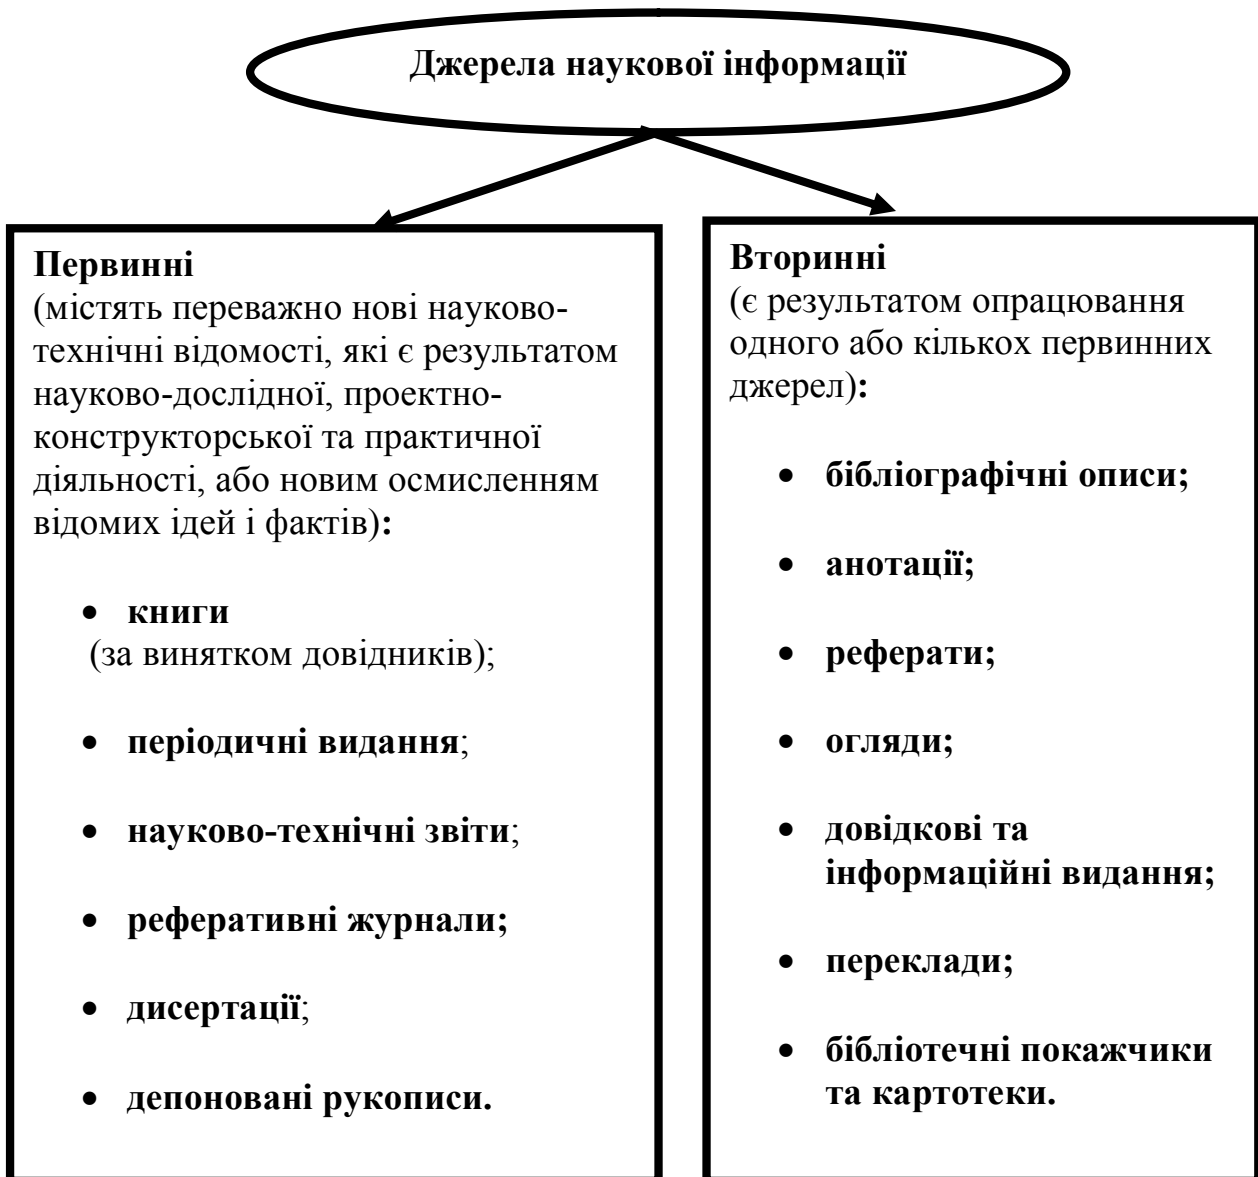 Джерела наукової інформації
Первинні
(містять переважно нові науково-
технічні відомості, які є результатом
науково-дослідної, проектно-
конструкторської та практичної
діяльності, або новим осмисленням
відомих ідей і фактів):
• книги
(за винятком довідників);
• періодичні видання;
• науково-технічні звіти;
• реферативні журнали;
• дисертації;
• депоновані рукописи.
Вторинні
(є результатом опрацювання
одного або кількох первинних
джерел):
• бібліографічні описи;
• анотації;
• реферати;
• огляди;
• довідкові та
інформаційні видання;
• переклади;
• бібліотечні покажчики
та картотеки.